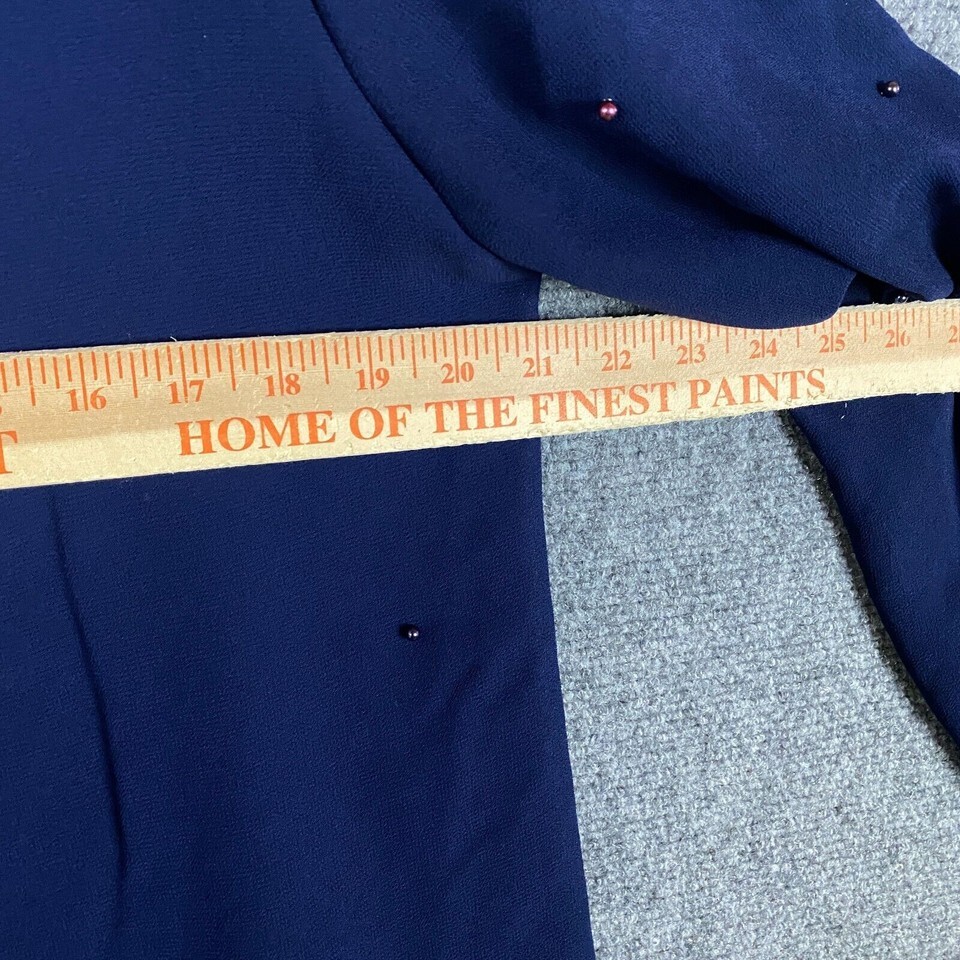 16 17 18 19 20 21 22 23 24 25 26
HOME OF THE FINEST PAINTS